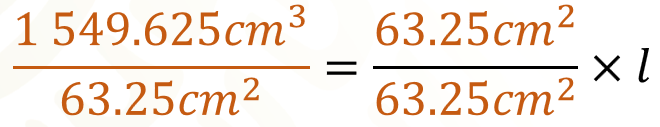 1 549.625cm³ / 63.25cm² = 63.25cm² / 63.25cm² × l